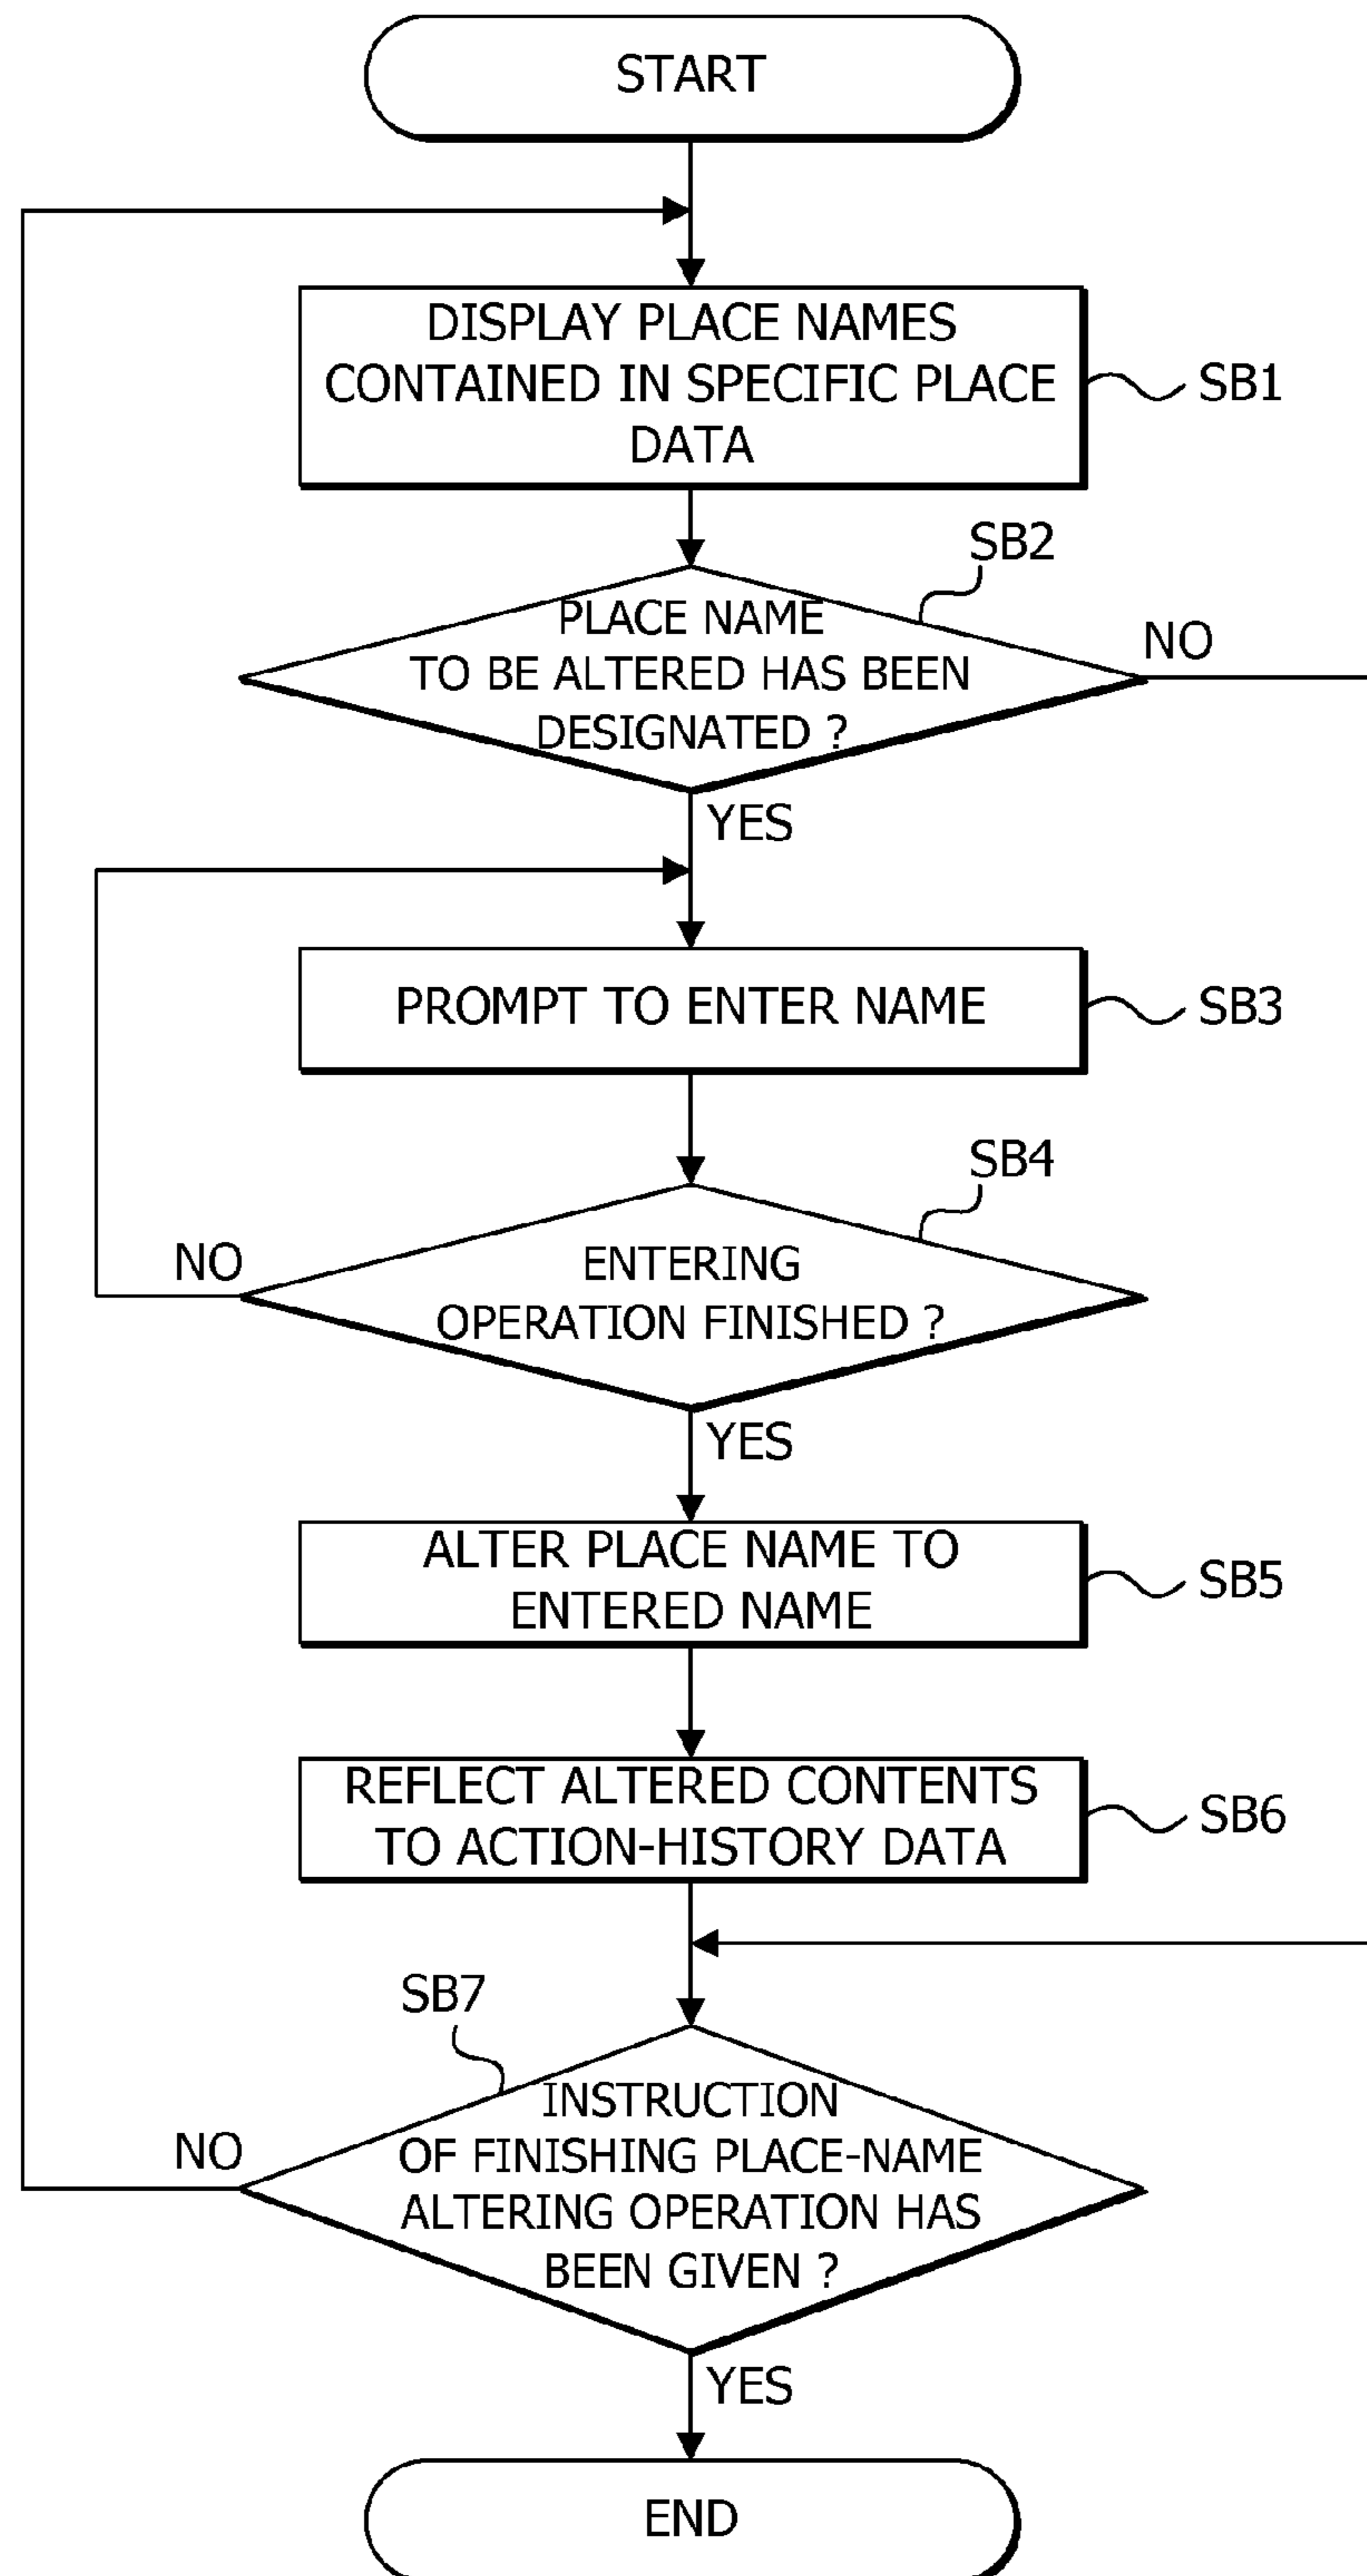 START
DISPLAY PLACE NAMES
CONTAINED IN SPECIFIC PLACE
DATA
SB1
SB2
PLACE NAME
TO BE ALTERED HAS BEEN
DESIGNATED ?
NO
YES
PROMPT TO ENTER NAME
SB3
SB4
ENTERING
OPERATION FINISHED ?
NO
YES
ALTER PLACE NAME TO
ENTERED NAME
SB5
REFLECT ALTERED CONTENTS
TO ACTION-HISTORY DATA
SB6
SB7
INSTRUCTION
OF FINISHING PLACE-NAME
ALTERING OPERATION HAS
BEEN GIVEN ?
NO
YES
END